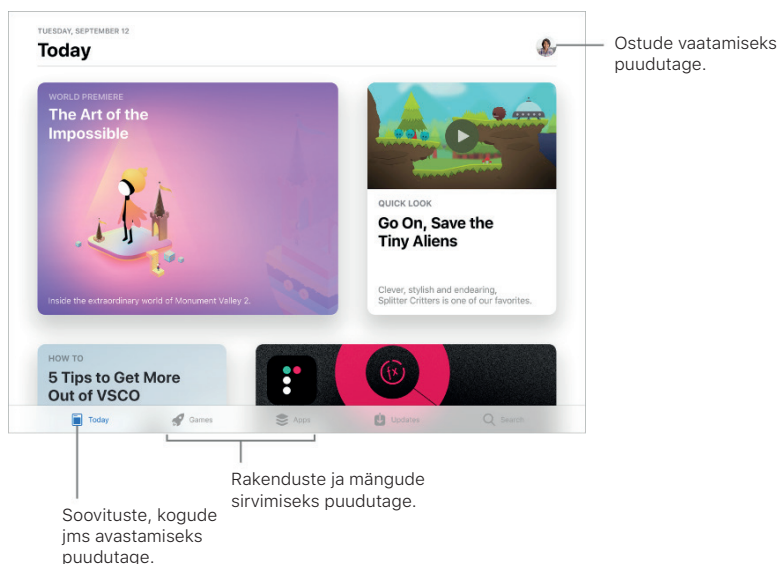 TUESDAY, SEPTEMBER 12
Today
Ostude vaatamiseks
puudutage.
WORLD PREMIERE
The Art of the
Impossible
Inside the extraordinary world of Monument Valley 2.
QUICK LOOK
Go On, Save the
Tiny Aliens
Clever, stylish and endearing,
Splitter Critters is one of our favorites.
HOW TO
5 Tips to Get More
Out of VSCO
fx
Today
Games
Apps
Updates
Search
Rakenduste ja mängude
sirvimiseks puudutage.
Soovituste, kogude
jms avastamiseks
puudutage.